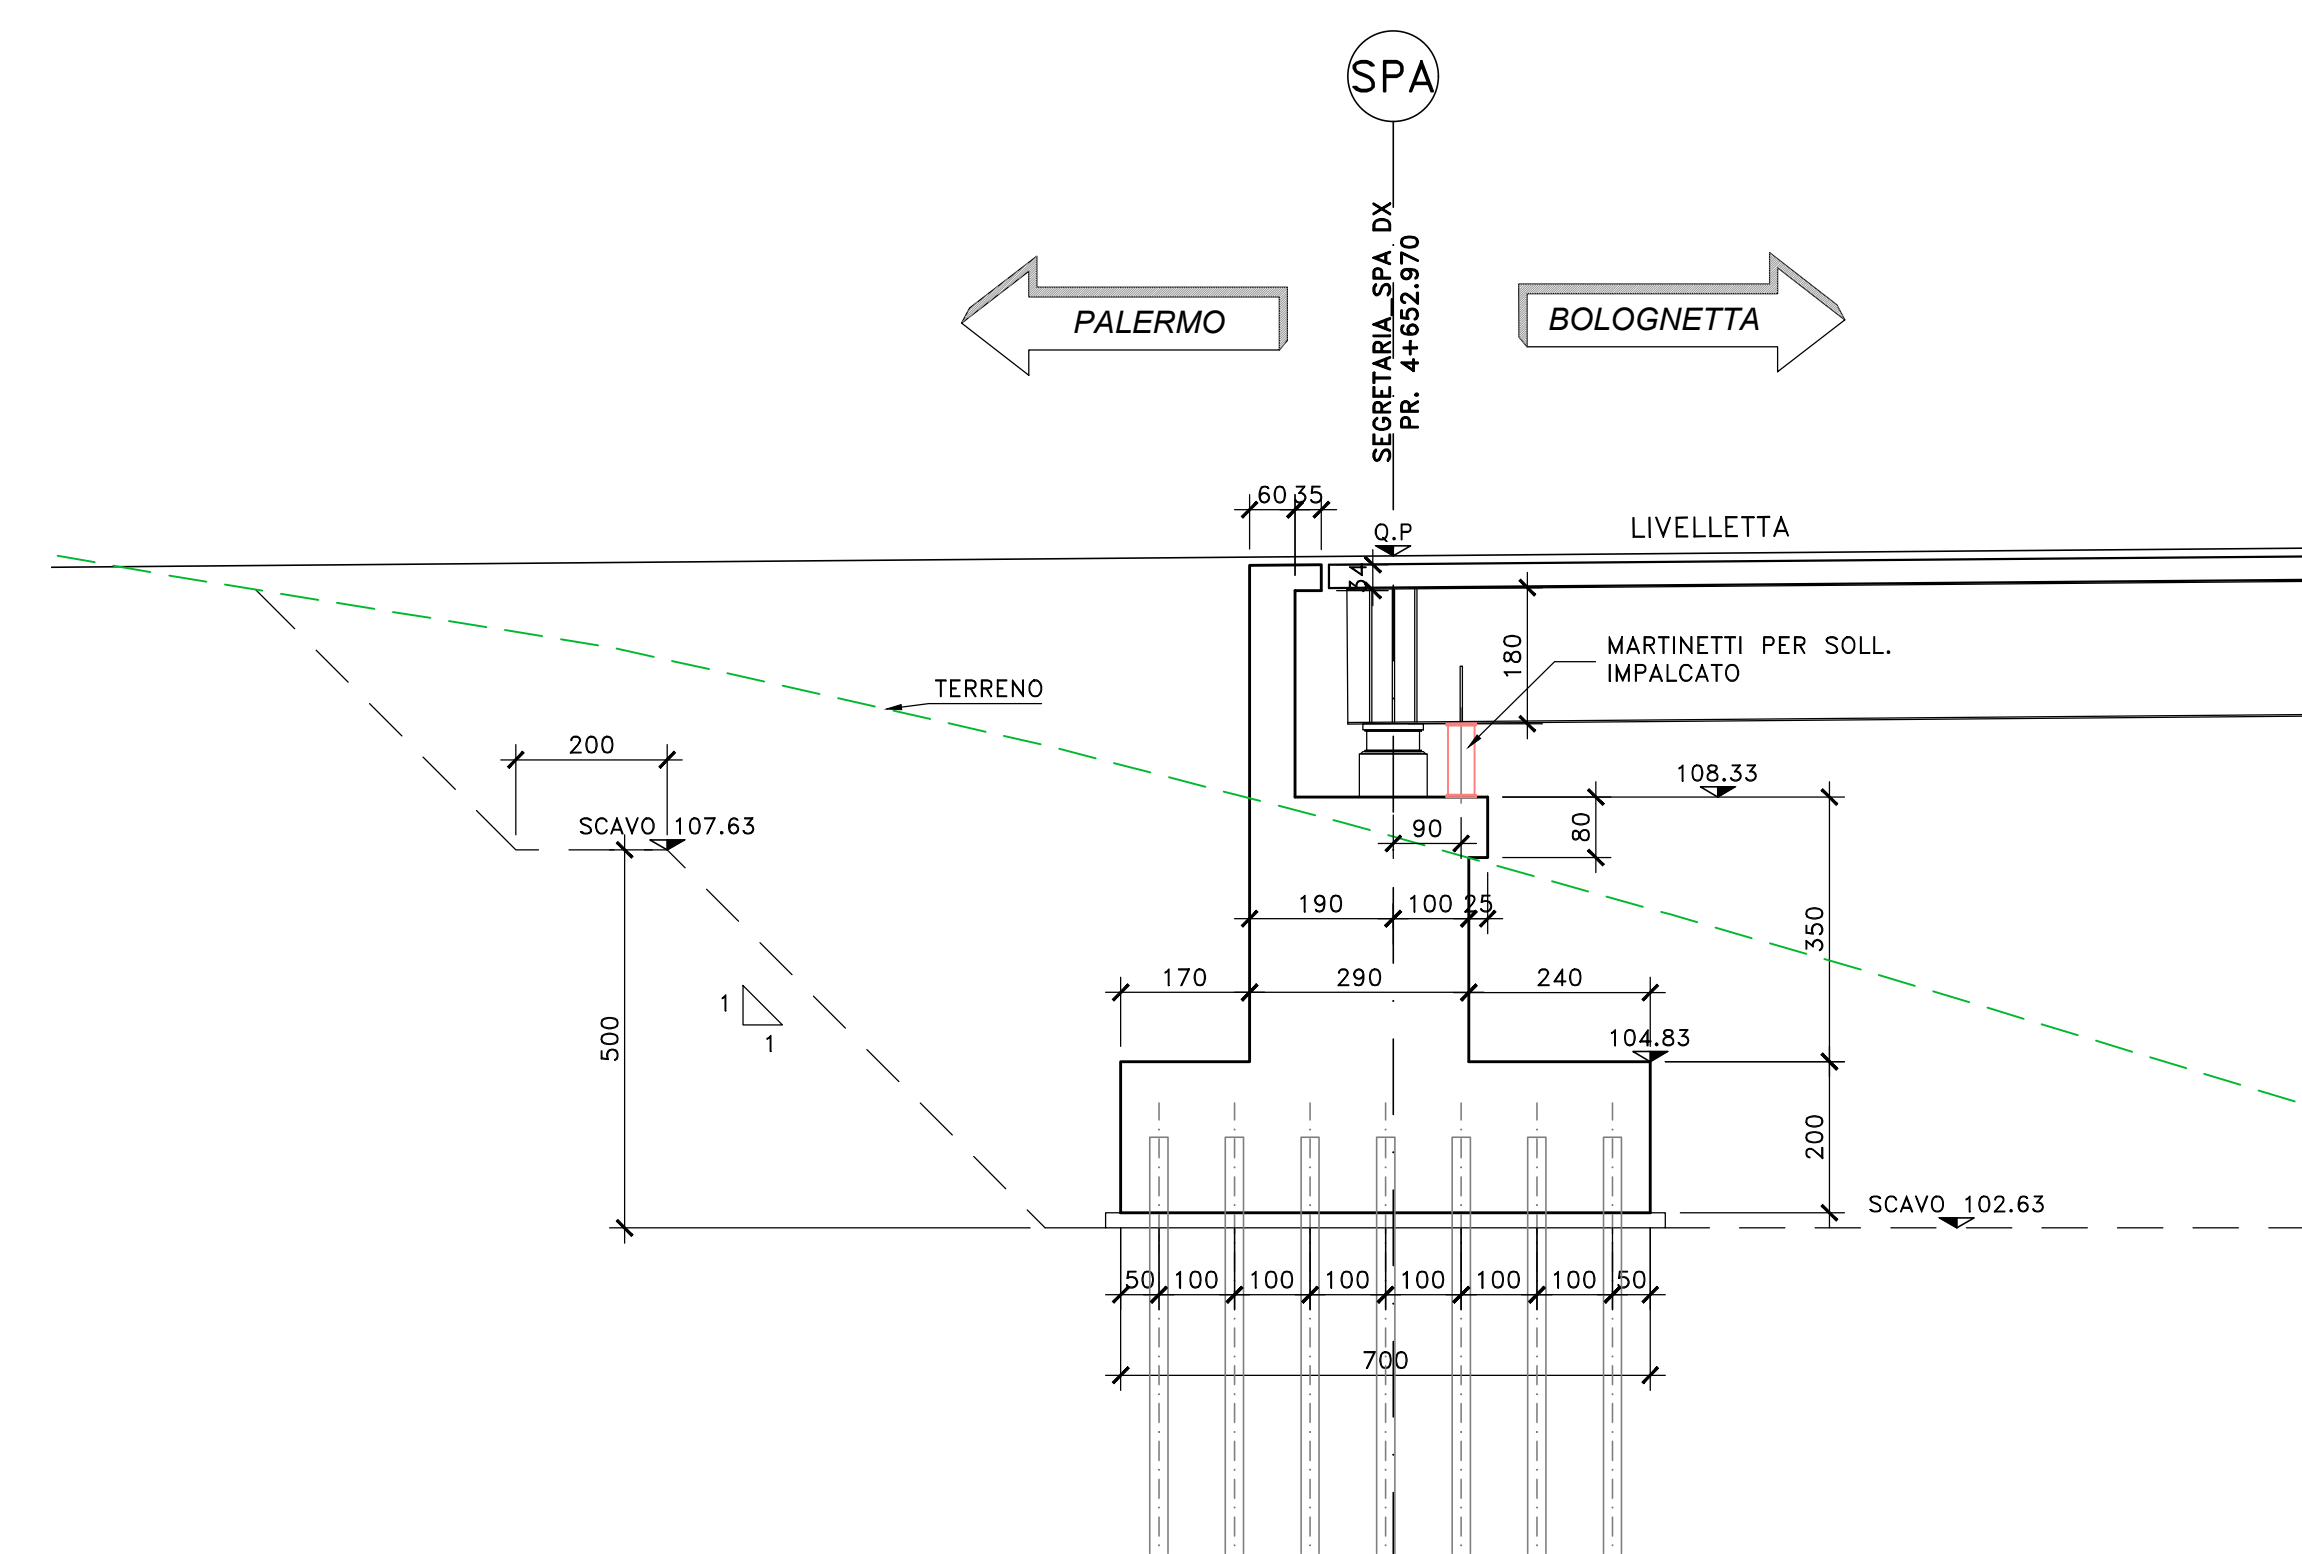 SPA
SEGRETARIA_SPA DX
PR. 4+652.970
PALERMO
BOLOGNETTA
60 35
Q.P
LIVELLETTA
34
180
MARTINETTI PER SOLL.
IMPALCATO
TERRENO
200
108.33
SCAVO 107.63
90
80
190
100
25
350
170
290
240
1
1
500
104.83
200
SCAVO 102.63
50 100 100 100 100 100 100 50
700